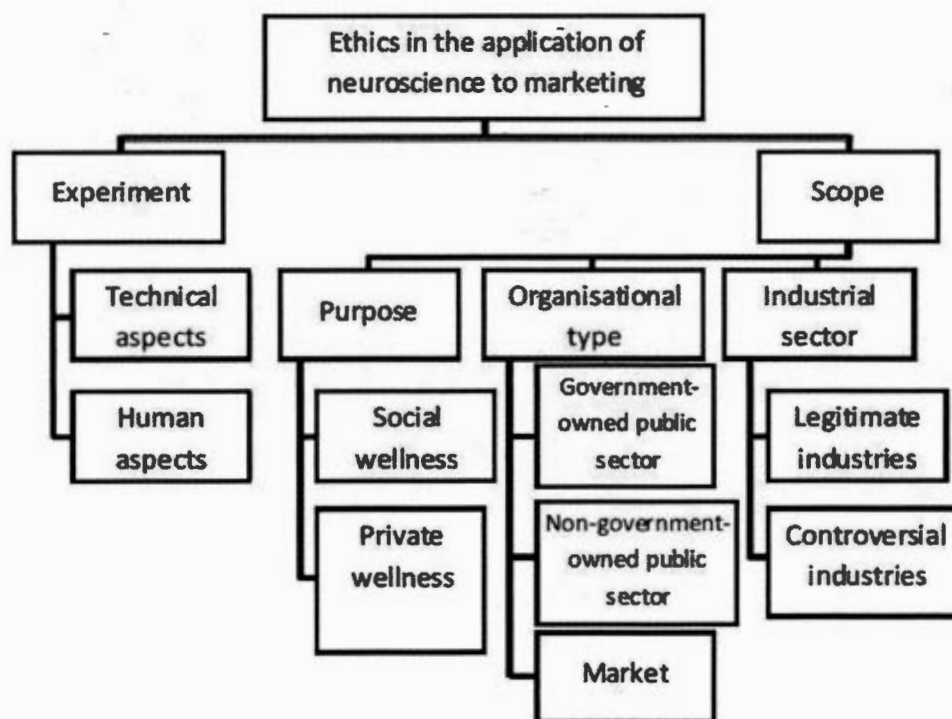 Ethics in the application of
neuroscience to marketing
Experiment
Scope
Technical
aspects
Human
aspects
Purpose
Social
wellness
Private
wellness
Organisational
type
Government-
owned public
sector
Non-government-
owned public
sector
Market
Industrial
sector
Legitimate
industries
Controversial
industries